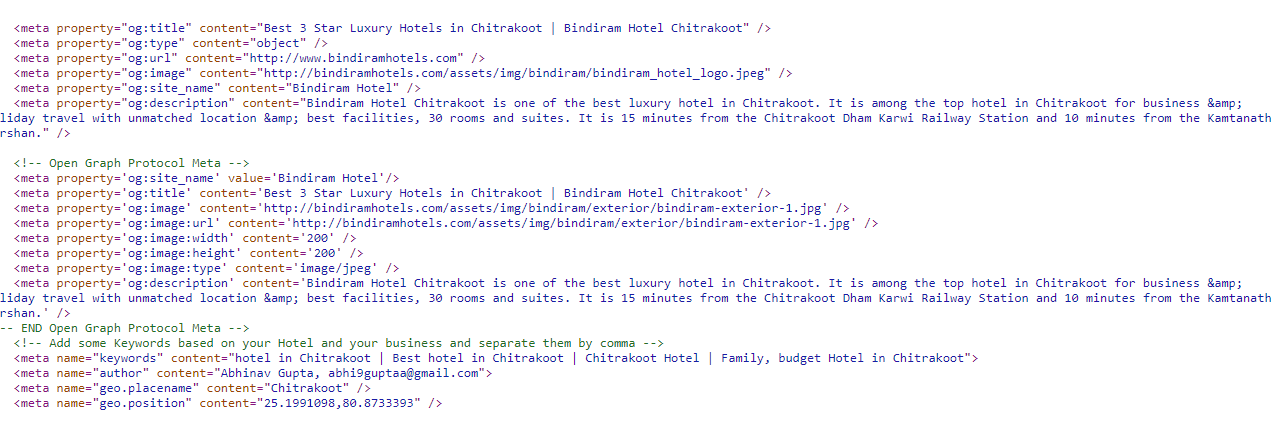 <meta property="og:title" content="Best 3 Star Luxury Hotels in Chitrakoot | Bindiram Hotel Chitrakoot" />
<meta property="og:type" content="object" />
<meta property="og:url" content="http://www.bindiramhotels.com" />
<meta property="og:image" content="http://bindiramhotels.com/assets/img/bindiram/bindiram_hotel_logo.jpeg" />
<meta property="og:site_name" content="Bindiram Hotel" />
<meta property="og:description" content="Bindiram Hotel Chitrakoot is one of the best luxury hotel in Chitrakoot. It is among the top hotel in Chitrakoot for business &amp;
liday travel with unmatched location &amp; best facilities, 30 rooms and suites. It is 15 minutes from the Chitrakoot Dham Karwi Railway Station and 10 minutes from the Kamtanath
rshan." />
<!-- Open Graph Protocol Meta -->
<meta property='og:site_name' value='Bindiram Hotel'/>
<meta property='og:title' content='Best 3 Star Luxury Hotels in Chitrakoot | Bindiram Hotel Chitrakoot' />
<meta property='og:image' content='http://bindiramhotels.com/assets/img/bindiram/exterior/bindiram-exterior-1.jpg' />
<meta property='og:image:url' content='http://bindiramhotels.com/assets/img/bindiram/exterior/bindiram-exterior-1.jpg' />
<meta property='og:image:width' content='200' />
<meta property='og:image:height' content='200' />
<meta property='og:image:type' content='image/jpeg' />
<meta property='og:description' content='Bindiram Hotel Chitrakoot is one of the best luxury hotel in Chitrakoot. It is among the top hotel in Chitrakoot for business &amp;
liday travel with unmatched location &amp; best facilities, 30 rooms and suites. It is 15 minutes from the Chitrakoot Dham Karwi Railway Station and 10 minutes from the Kamtanath
rshan.' />
-- END Open Graph Protocol Meta -->
<!-- Add some Keywords based on your Hotel and your business and separate them by comma -->
<meta name="keywords" content="hotel in Chitrakoot | Best hotel in Chitrakoot | Chitrakoot Hotel | Family, budget Hotel in Chitrakoot">
<meta name="author" content="Abhinav Gupta, abhi9guptaa@gmail.com">
<meta name="geo.placename" content="Chitrakoot" />
<meta name="geo.position" content="25.1991098,80.8733393" />